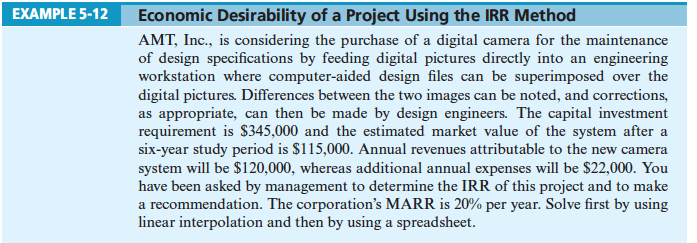 EXAMPLE 5-12 Economic Desirability of a Project Using the IRR Method
AMT, Inc., is considering the purchase of a digital camera for the maintenance
of design specifications by feeding digital pictures directly into an engineering
workstation where computer-aided design files can be superimposed over the
digital pictures. Differences between the two images can be noted, and corrections,
as appropriate, can then be made by design engineers. The capital investment
requirement is $345,000 and the estimated market value of the system after a
six-year study period is $115,000. Annual revenues attributable to the new camera
system will be $120,000, whereas additional annual expenses will be $22,000. You
have been asked by management to determine the IRR of this project and to make
a recommendation. The corporation's MARR is 20% per year. Solve first by using
linear interpolation and then by using a spreadsheet.